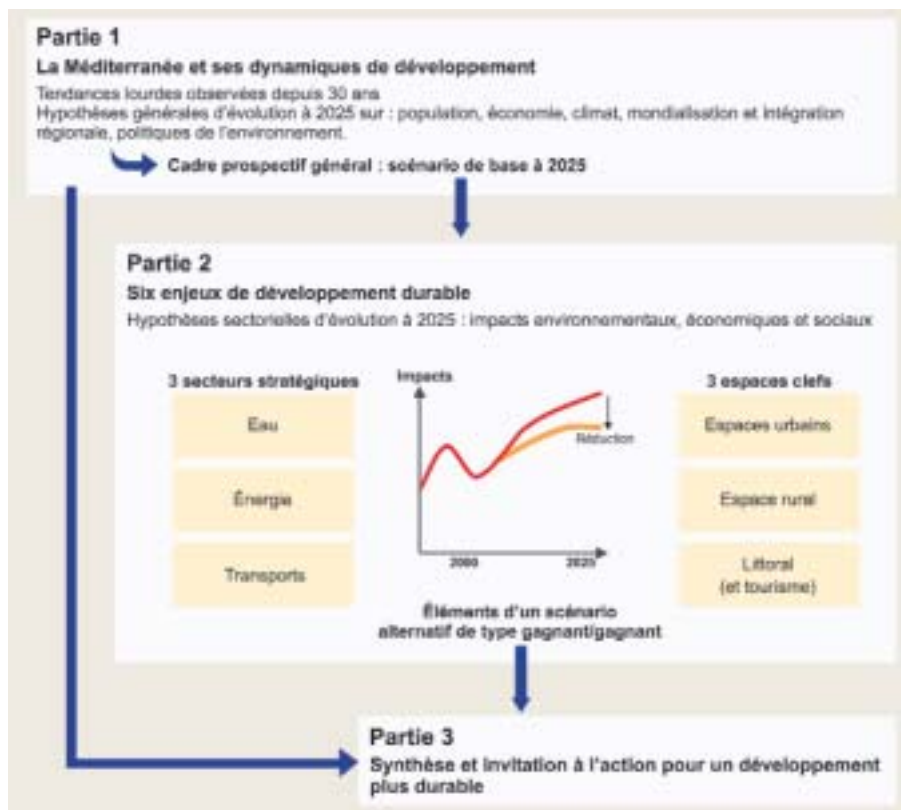 Partie 1
La Méditerranée et ses dynamiques de développement
Tendances lourdes observées depuis 30 ans
Hypothèses générales d'évolution à 2025 sur : population, économie, climat, mondialisation et intégration
régionale, politiques de l'environnement.
Cadre prospectif général : scénario de base à 2025
Partie 2
Six enjeux de développement durable
Hypothèses sectorielles d'évolution à 2025 : impacts environnementaux, économiques et sociaux
3 secteurs stratégiques
Eau
Énergie
Transports
Impacts
Réduction
2000
2025
3 espaces clefs
Espaces urbains
Espace rural
Littoral
(et tourisme)
Éléments d'un scénario
alternatif de type gagnant/gagnant
Partie 3
Synthèse et invitation à l'action pour un développement
plus durable